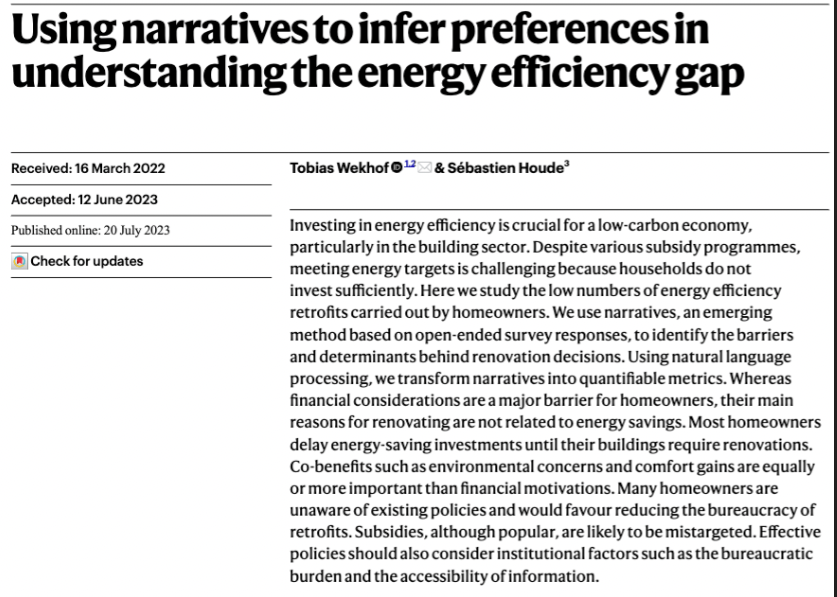 Using narratives to infer preferences in
understanding the energy efficiency gap
Received: 16 March 2022
Accepted: 12 June 2023
Published online: 20 July 2023
Check for updates
Tobias Wekhof 1,2 & Sébastien Houde3
Investing in energy efficiency is crucial for a low-carbon economy,
particularly in the building sector. Despite various subsidy programmes,
meeting energy targets is challenging because households do not
invest sufficiently. Here we study the low numbers of energy efficiency
retrofits carried out by homeowners. We use narratives, an emerging
method based on open-ended survey responses, to identify the barriers
and determinants behind renovation decisions. Using natural language
processing, we transform narratives into quantifiable metrics. Whereas
financial considerations are a major barrier for homeowners, their main
reasons for renovating are not related to energy savings. Most homeowners
delay energy-saving investments until their buildings require renovations.
Co-benefits such as environmental concerns and comfort gains are equally
or more important than financial motivations. Many homeowners are
unaware of existing policies and would favour reducing the bureaucracy of
retrofits. Subsidies, although popular, are likely to be mistargeted. Effective
policies should also consider institutional factors such as the bureaucratic
burden and the accessibility of information.